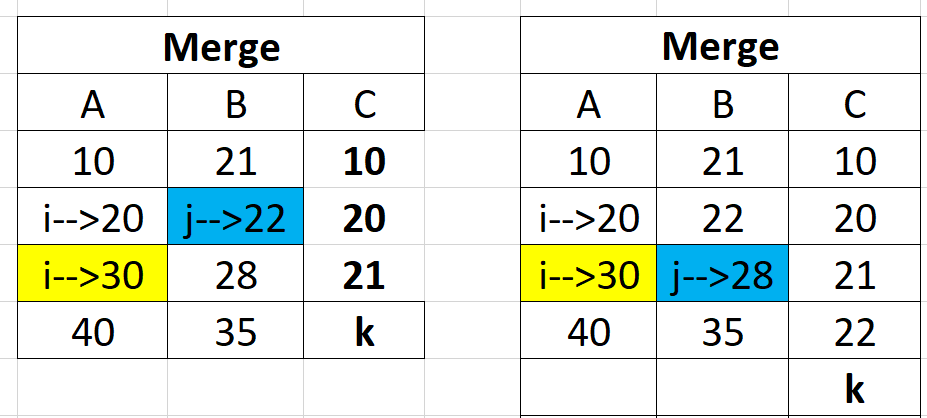 Merge
A B C
10 21 10
i-->20 j-->22 20
i-->30 28 21
40 35 k
Merge
A B C
10 21 10
i-->20 22 20
i-->30 j-->28 21
40 35 22
k